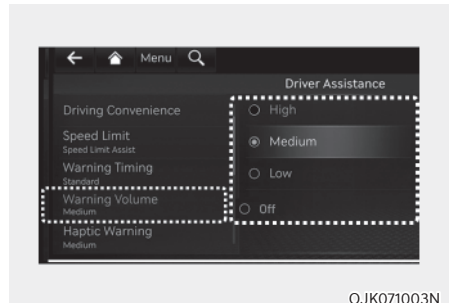 Menu
Driver Assistance
Driving Convenience
Speed Limit
Speed Limit Assist
Warning Timing
Standard
Warning Volume
Medium
Haptic Warning
Medium
High
Medium
Low
Off
OJK071003N